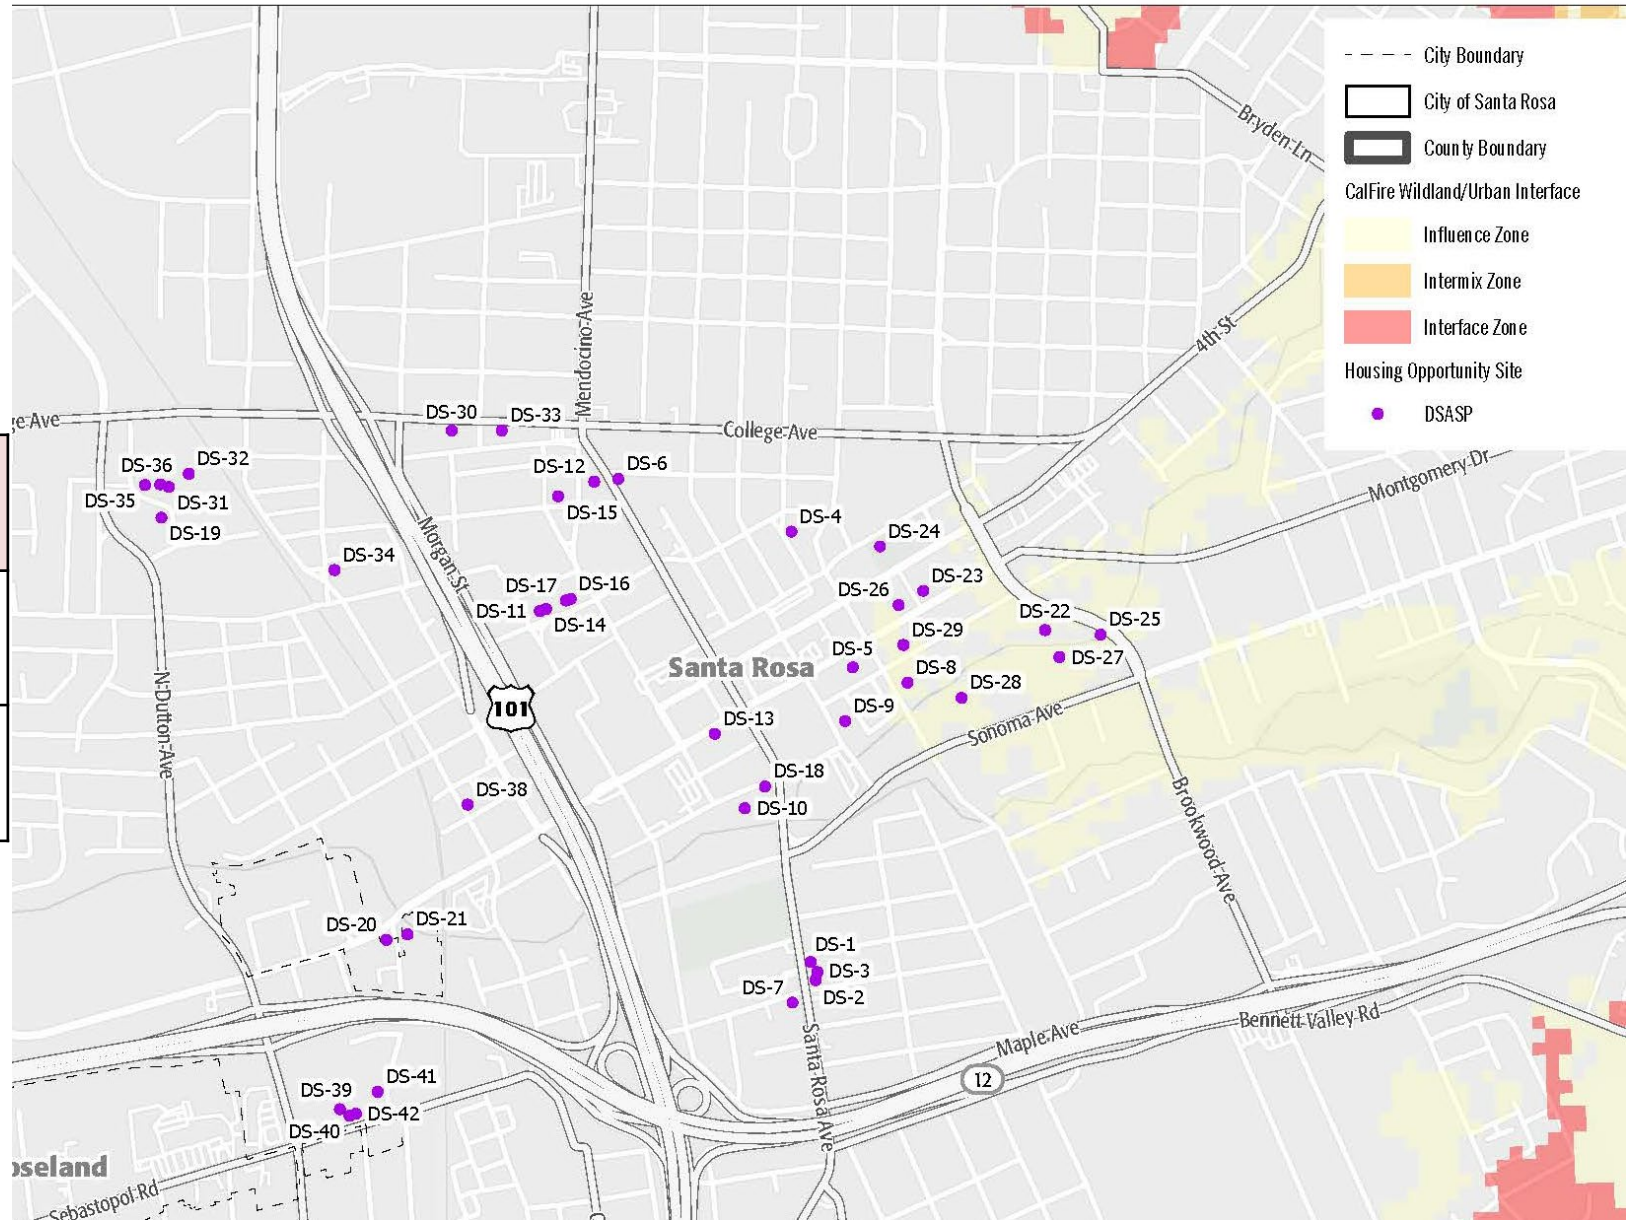 City Boundary
City of Santa Rosa
County Boundary
CalFire Wildland/Urban Interface
Influence Zone
Intermix Zone
Interface Zone
Housing Opportunity Site
DSASP
Bryden Ln
4th St
Mendocino Ave
ge Ave
DS-30
DS-33
College Ave
Montgomery Dr
DS-36
DS-32
DS-35
DS-31
DS-19
DS-12
DS-6
DS-15
DS-4
DS-24
DS-34
Morgan St
DS-17
DS-16
DS-11
DS-14
DS-26
DS-23
DS-22
DS-25
DS-29
DS-27
DS-5
Santa Rosa
DS-8
DS-28
N Dutton Ave
101
DS-9
Sonoma Ave
DS-13
DS-18
DS-38
DS-10
Brookwood Ave
DS-20
DS-21
DS-1
DS-3
DS-7
DS-2
Santa Rosa Ave
Maple Ave
Bennett Valley Rd
12
DS-39
DS-41
DS-42
DS-40
oseland
Sebastopol Rd